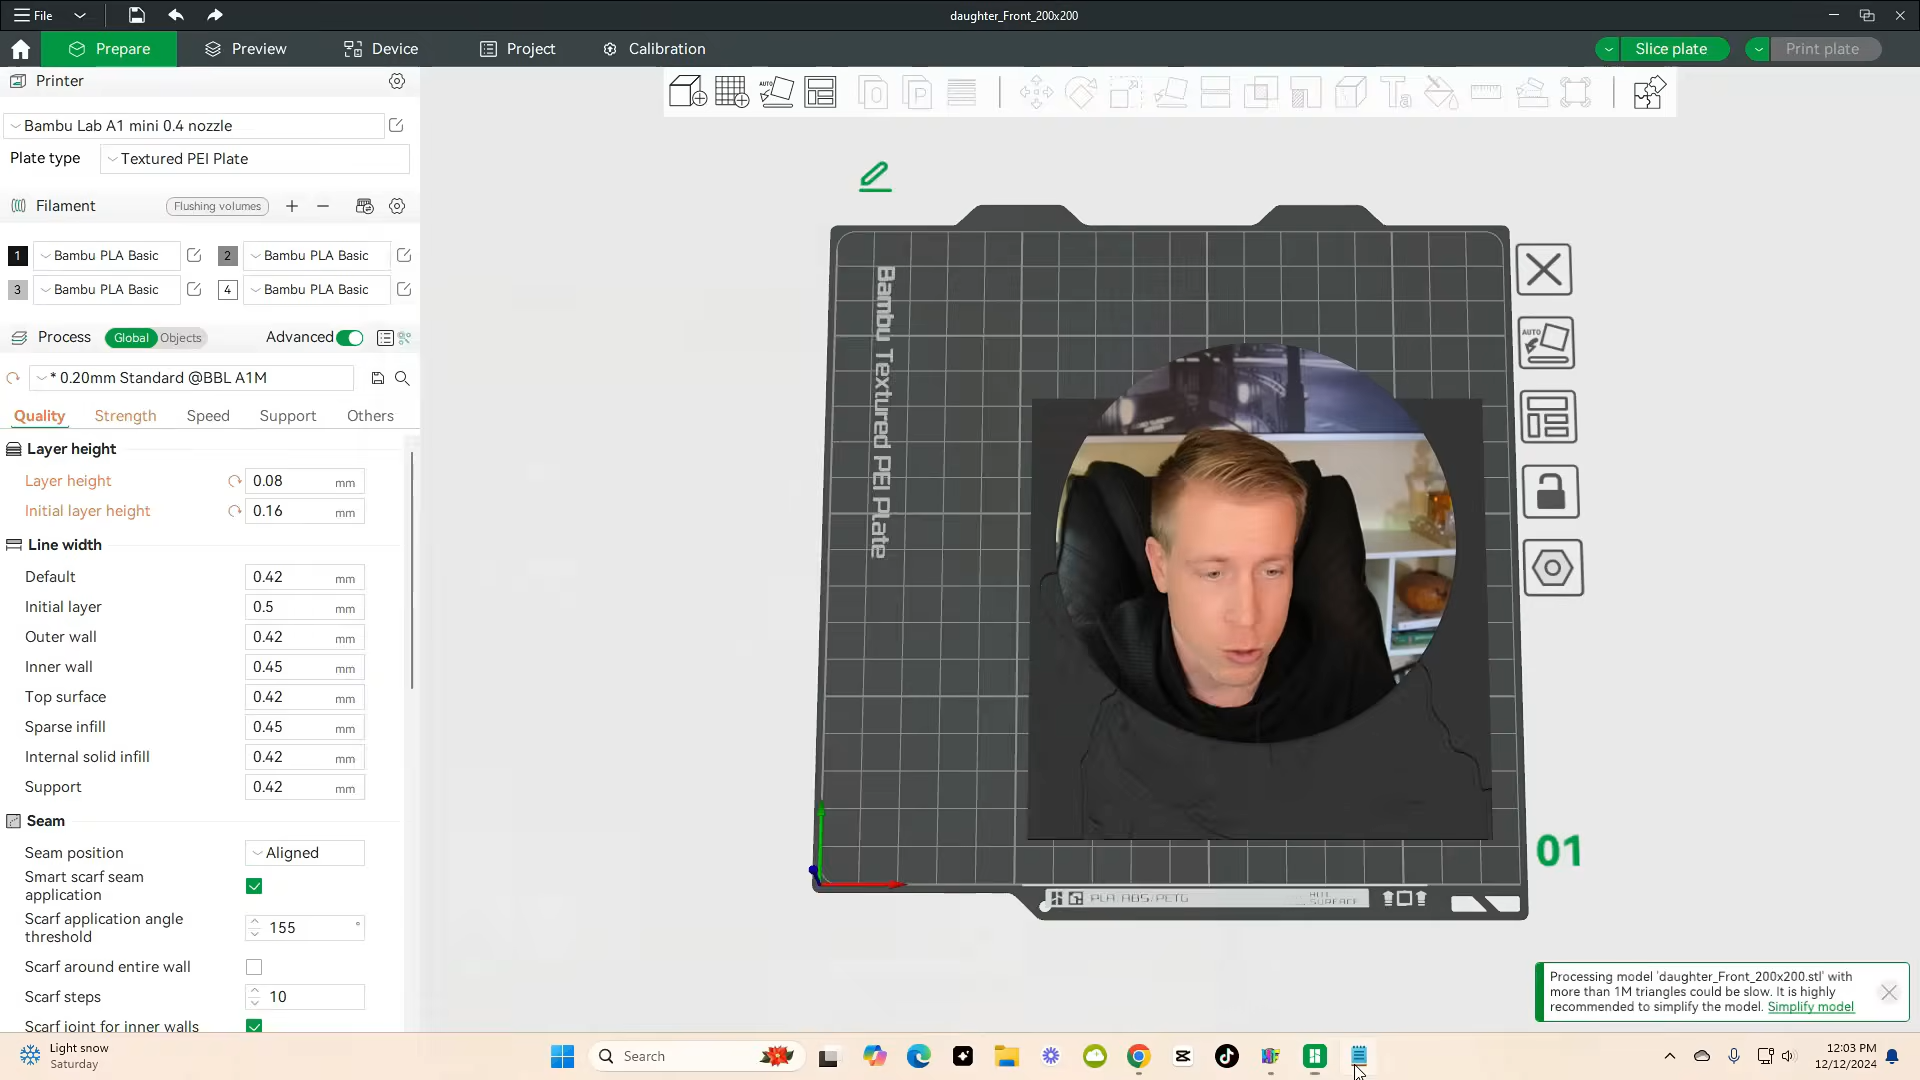 File
daughter_Front_200x200
Prepare
Preview
Device
Project
Calibration
Slice plate
Print plate
Printer
Bambu Lab A1 mini 0.4 nozzle
Plate type
Textured PEI Plate
Filament
Flushing volumes
1 Bambu PLA Basic
2 Bambu PLA Basic
3 Bambu PLA Basic
4 Bambu PLA Basic
Process
Global
Objects
Advanced
* 0.20mm Standard @BBL A1M
Quality
Strength
Speed
Support
Others
Layer height
Layer height 0.08 mm
Initial layer height 0.16 mm
Line width
Default 0.42 mm
Initial layer 0.5 mm
Outer wall 0.42 mm
Inner wall 0.45 mm
Top surface 0.42 mm
Sparse infill 0.45 mm
Internal solid infill 0.42 mm
Support 0.42 mm
Seam
Seam position Aligned
Smart scarf seam
application
Scarf application angle
threshold
155 °
Scarf around entire wall
Scarf steps 10
Scarf joint for inner walls
AUTO
Bambu Textured PEI Plate
AUTO
01
PLA/ABS/PETG
Processing model 'daughter_Front_200x200.stl' with
more than 1M triangles could be slow. It is highly
recommended to simplify the model. Simplify model
Light snow
Saturday
Search
12:03 PM
12/12/2024